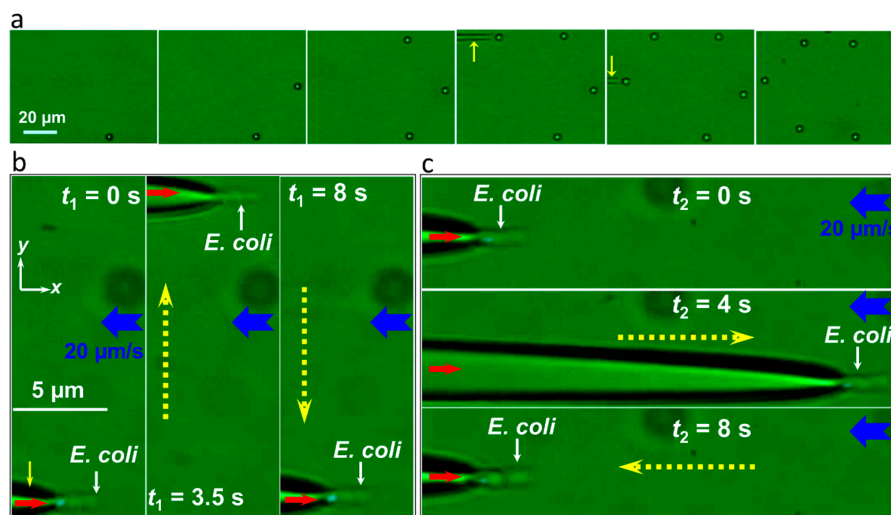 a
20 μm
b
t₁ = 0 s
t₁ = 8 s
E. coli
y
x
20 μm/s
5 μm
E. coli
t₁ = 3.5 s
E. coli
c
E. coli
t₂ = 0 s
20 μm/s
t₂ = 4 s
E. coli
E. coli
t₂ = 8 s